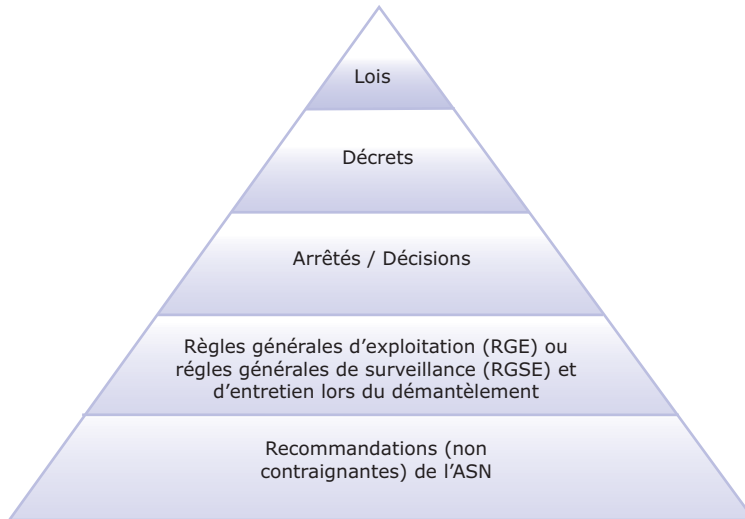 Lois
Décrets
Arrêtés / Décisions
Règles générales d’exploitation (RGE) ou
régles générales de surveillance (RGSE) et
d’entretien lors du démantèlement
Recommandations (non
contraignantes) de l’ASN